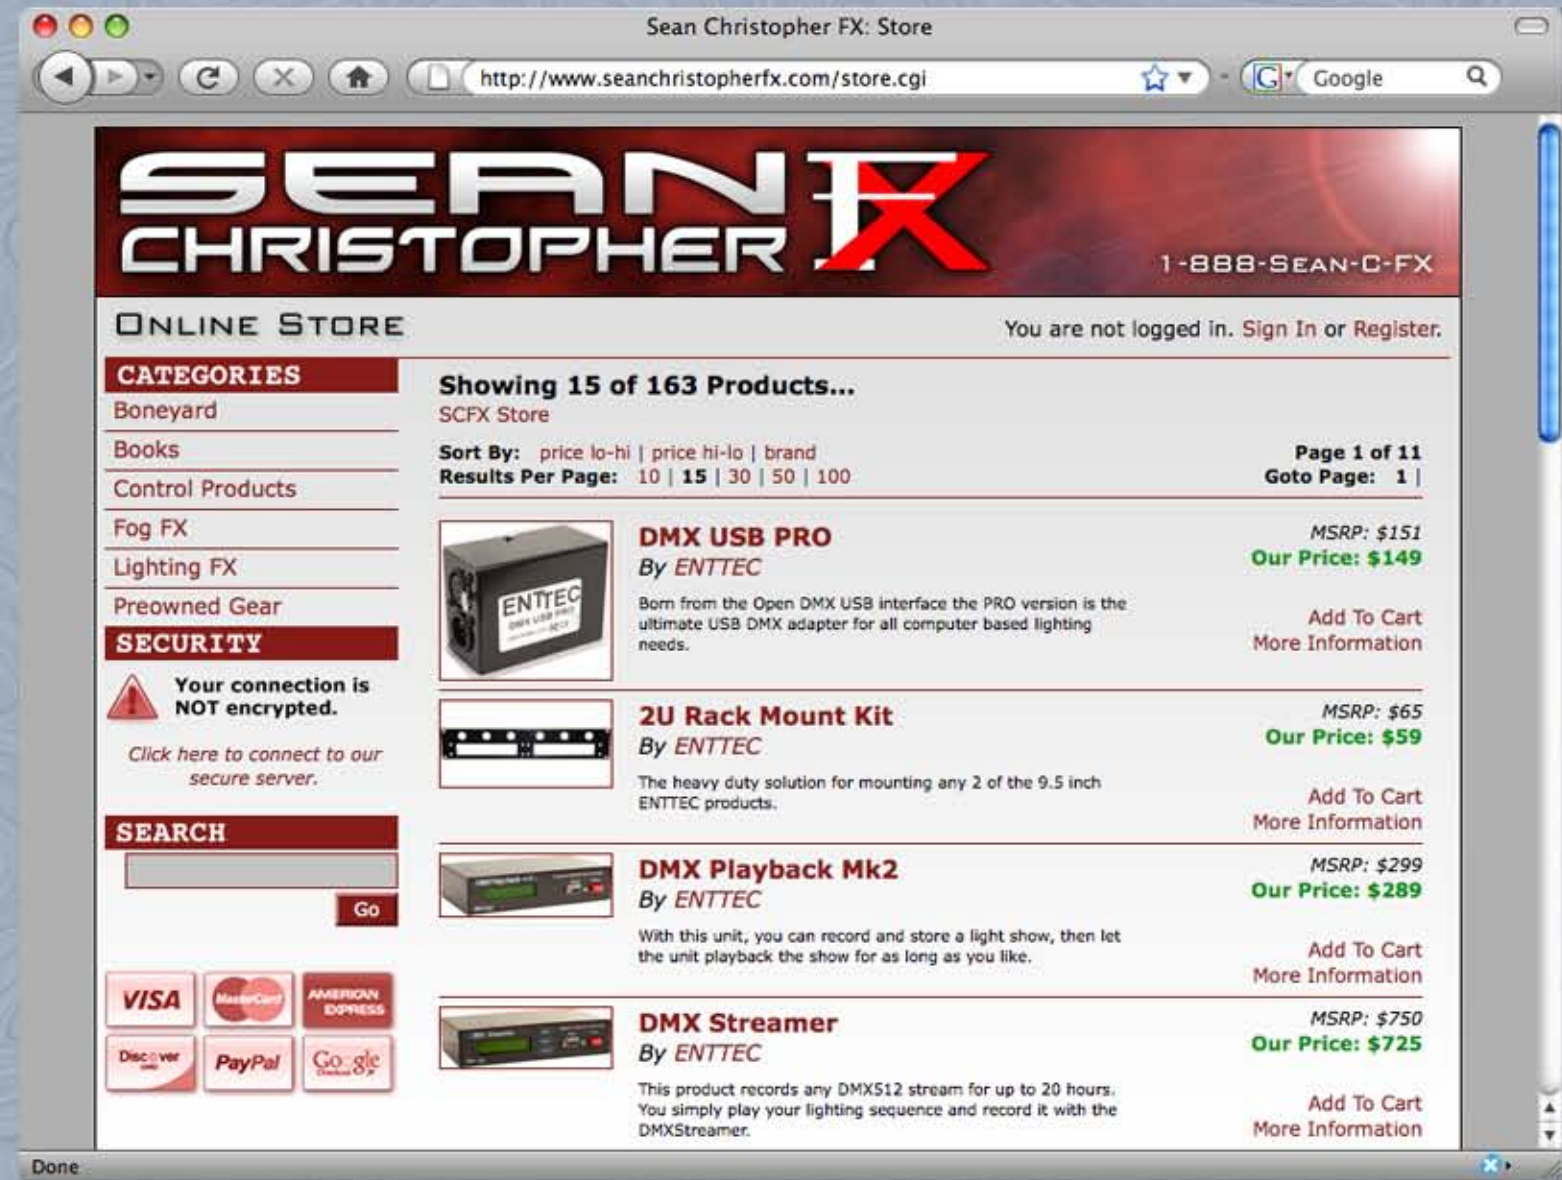 Sean Christopher FX: Store
http://www.seanchristopherfx.com/store.cgi
Google
SEAN FX
CHRISTOPHER
1-888-SEAN-C-FX
ONLINE STORE
You are not logged in. Sign In or Register.
CATEGORIES
Boneyard
Books
Control Products
Fog FX
Lighting FX
Preowned Gear
SECURITY
Your connection is
NOT encrypted.
Click here to connect to our
secure server.
SEARCH
Go
VISA
MasterCard
AMERICAN
EXPRESS
Discover
PayPal
Google
Checkout
Showing 15 of 163 Products...
SCFX Store
Sort By: price lo-hi | price hi-lo | brand
Page 1 of 11
Results Per Page: 10 | 15 | 30 | 50 | 100
Goto Page: 1 |
ENTTEC
DMX USB PRO
DMX USB PRO
By ENTTEC
Born from the Open DMX USB interface the PRO version is the
ultimate USB DMX adapter for all computer based lighting
needs.
MSRP: $151
Our Price: $149
Add To Cart
More Information
2U Rack Mount Kit
By ENTTEC
The heavy duty solution for mounting any 2 of the 9.5 inch
ENTTEC products.
MSRP: $65
Our Price: $59
Add To Cart
More Information
DMX Playback Mk2
By ENTTEC
With this unit, you can record and store a light show, then let
the unit playback the show for as long as you like.
MSRP: $299
Our Price: $289
Add To Cart
More Information
DMX Streamer
By ENTTEC
This product records any DMX512 stream for up to 20 hours.
You simply play your lighting sequence and record it with the
DMXStreamer.
MSRP: $750
Our Price: $725
Add To Cart
More Information
Done